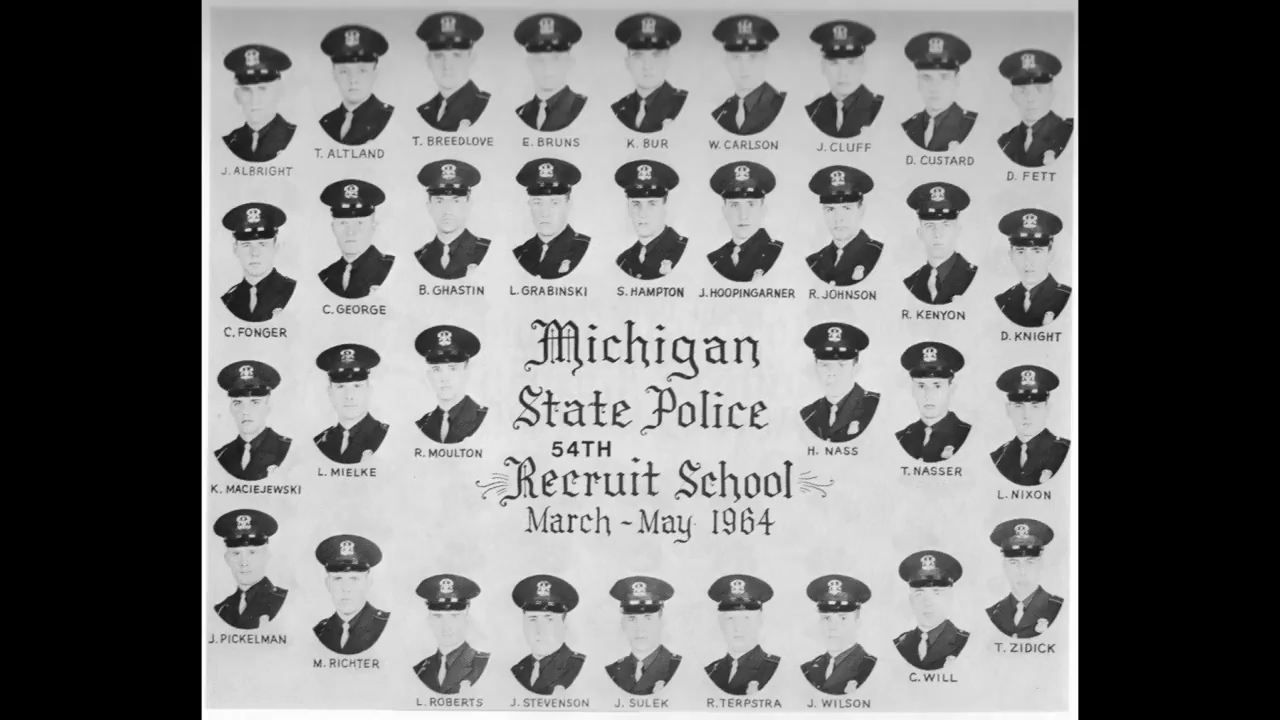 J. ALBRIGHT
T. ALTLAND
T. BREEDLOVE
E. BRUNS
K. BUR
W. CARLSON
J. CLUFF
D. CUSTARD
D. FETT
C. FONGER
C. GEORGE
B. GHASTIN
L. GRABINSKI
S. HAMPTON
J. HOOPINGARNER
R. JOHNSON
R. KENYON
D. KNIGHT
Michigan
State Police
54TH
Recruit School
March - May 1964
K. MACIEJEWSKI
L. MIELKE
R. MOULTON
H. NASS
T. NASSER
L. NIXON
J. PICKELMAN
M. RICHTER
L. ROBERTS
J. STEVENSON
J. SULEK
R. TERPSTRA
J. WILSON
C. WILL
T. ZIDICK